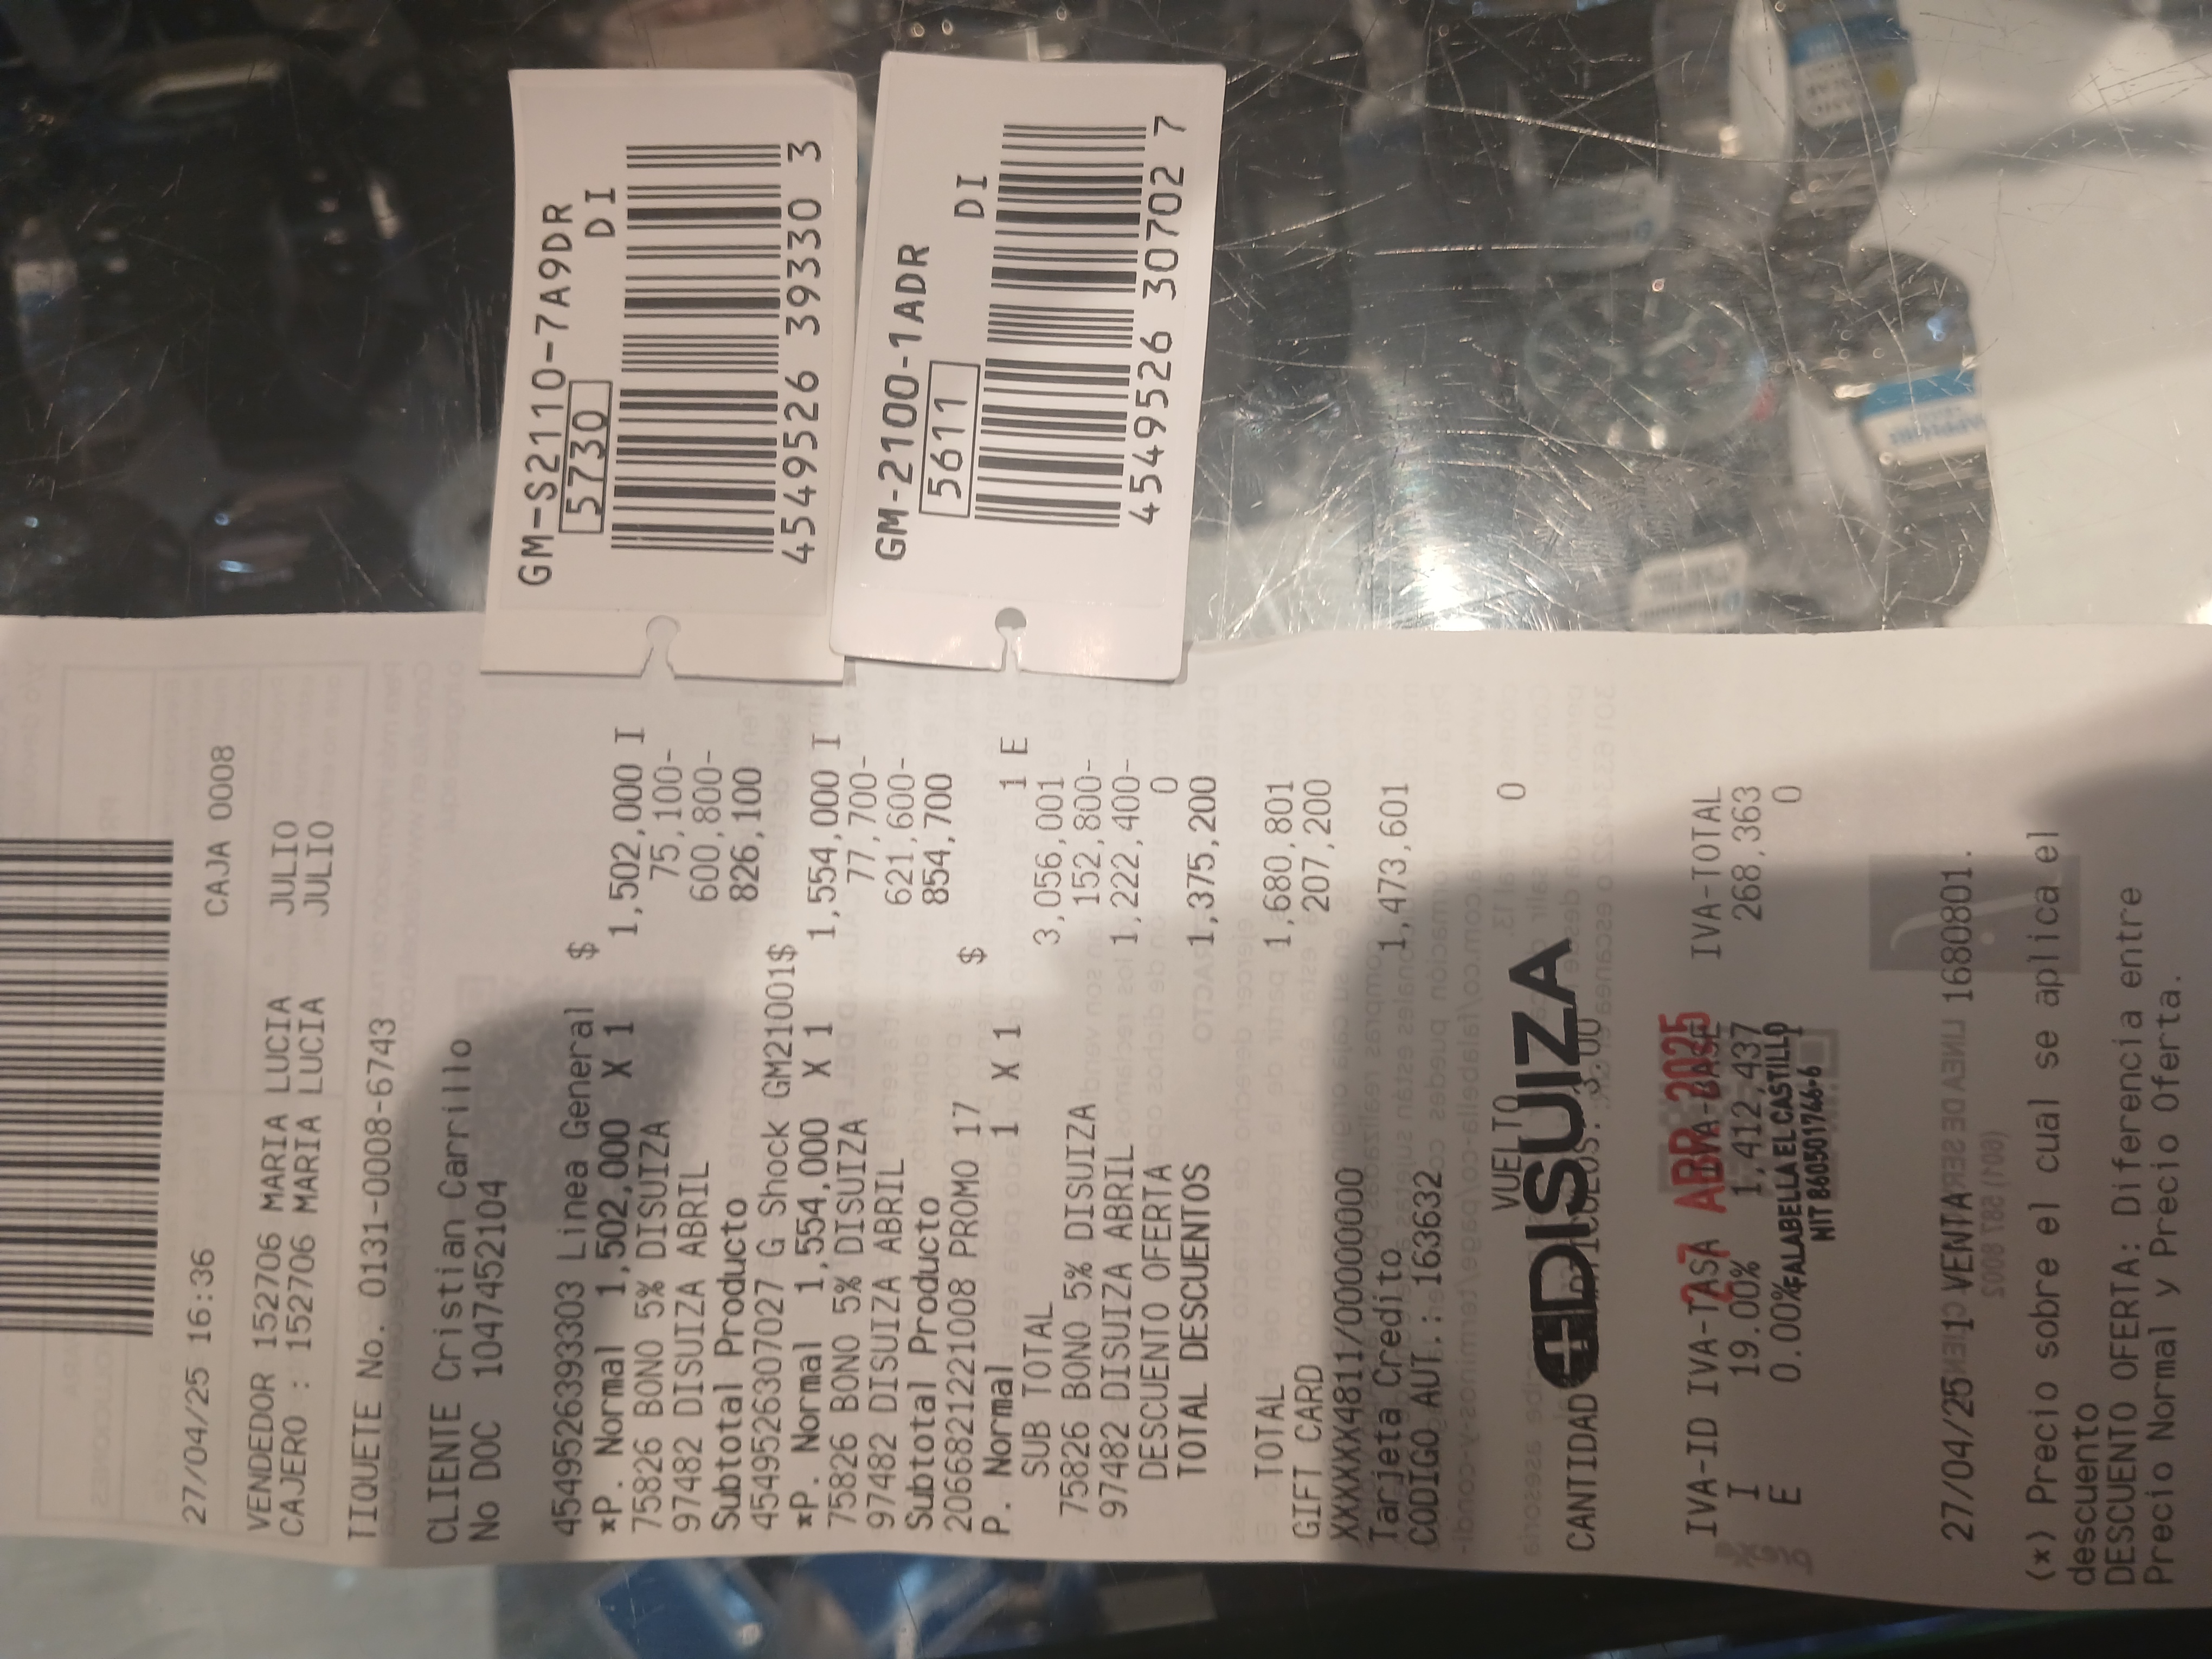 GM-S2110-7A9DR
5730 DI
4549526 39330 3
GM-2100-1ADR
5611 DI
4549526 30702 7
27/04/25 16:36 CAJA 0008
VENDEDOR 152706 MARIA LUCIA JULIO
CAJERO : 152706 MARIA LUCIA JULIO
TIQUETE No. 0131-0008-6743
CLIENTE Cristian Carrillo
No DOC 1047452104
4549526393303 Linea General $
*P. Normal 1,502,000 X 1 1,502,000 I
75826 BONO 5% DISUIZA 75,100-
97482 DISUIZA ABRIL 600,800-
Subtotal Producto 826,100
4549526307027 G Shock GM21001$
*P. Normal 1,554,000 X 1 1,554,000 I
75826 BONO 5% DISUIZA 77,700-
97482 DISUIZA ABRIL 621,600-
Subtotal Producto 854,700
2066821221008 PROMO 17 $
P. Normal 1 X 1 1 E
SUB TOTAL 3,056,001
75826 BONO 5% DISUIZA 152,800-
97482 DISUIZA ABRIL 1,222,400-
DESCUENTO OFERTA 0
TOTAL DESCUENTOS 1,375,200
TOTAL 1,680,801
GIFT CARD 207,200
XXXXXX4811/000000000
Tarjeta Credito 1,473,601
CODIGO AUT.: 163632
VUELTO 0
DISUIZA
CANTIDAD 3.00
27 ABR 2025
IVA-ID IVA-TASA IVA-BASE IVA-TOTAL
I 19.00% 1,412,437 268,363
E 0.00% 1 0
FALABELLA EL CASTILLO
NIT 860501746-6
27/04/25 1 VENTA 1680801.
(*) Precio sobre el cual se aplica el
descuento
DESCUENTO OFERTA: Diferencia entre
Precio Normal y Precio Oferta.